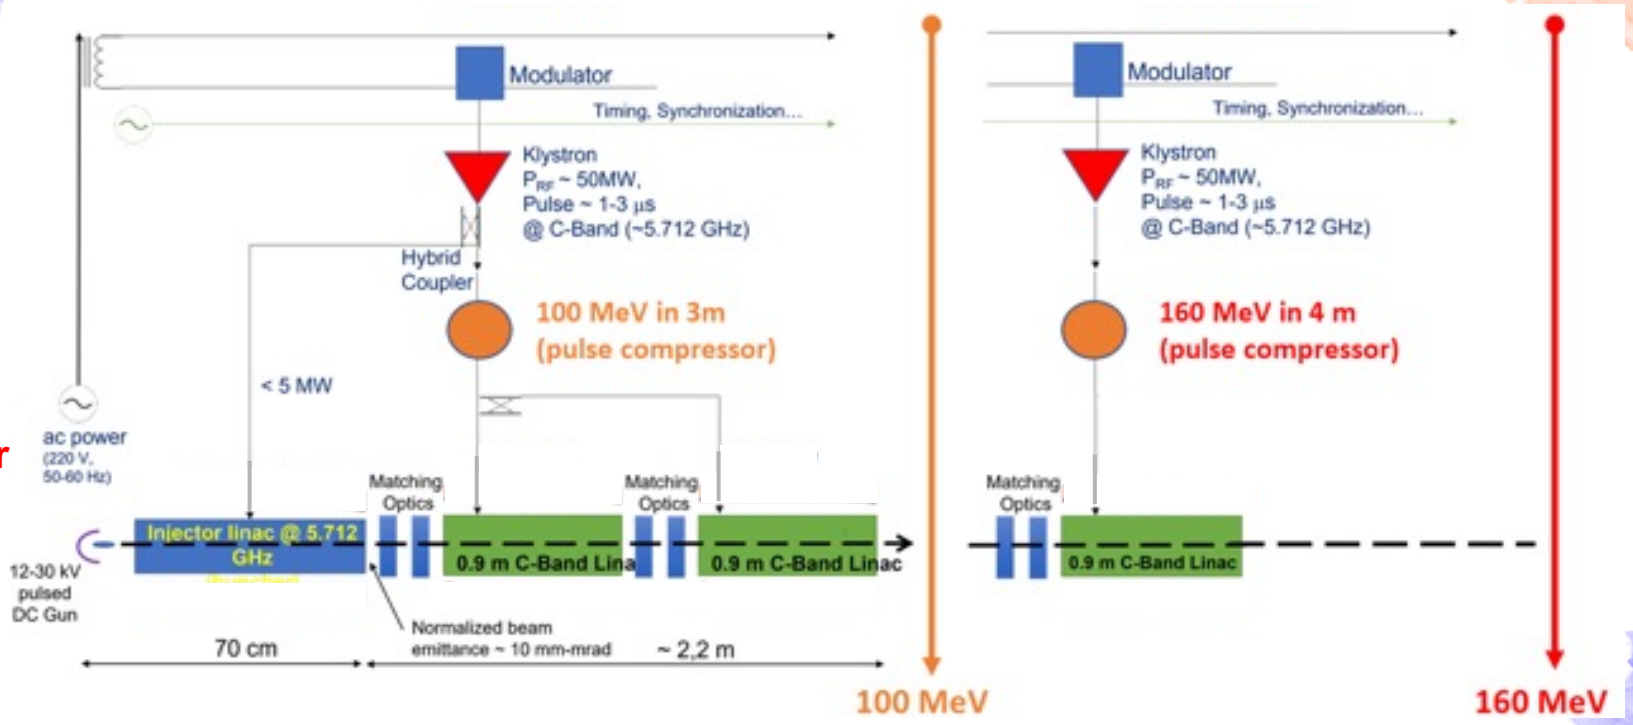 Modulator
Timing, Synchronization...
Klystron
P_RF ~ 50MW,
Pulse ~ 1-3 μs
@ C-Band (~5.712 GHz)
Hybrid
Coupler
100 MeV in 3m
(pulse compressor)
< 5 MW
ac power
(220 V,
50-60 Hz)
r
Matching
Optics
Matching
Optics
Injector linac @ 5.712
GHz
0.9 m C-Band Lina
0.9 m C-Band Linac
12-30 kV
pulsed
DC Gun
Normalized beam
emittance ~ 10 mm-mrad
70 cm
~ 2,2 m
100 MeV
Modulator
Timing, Synchronization...
Klystron
P_RF ~ 50MW,
Pulse ~ 1-3 μs
@ C-Band (~5.712 GHz)
160 MeV in 4 m
(pulse compressor)
Matching
Optics
0.9 m C-Band Linac
160 MeV